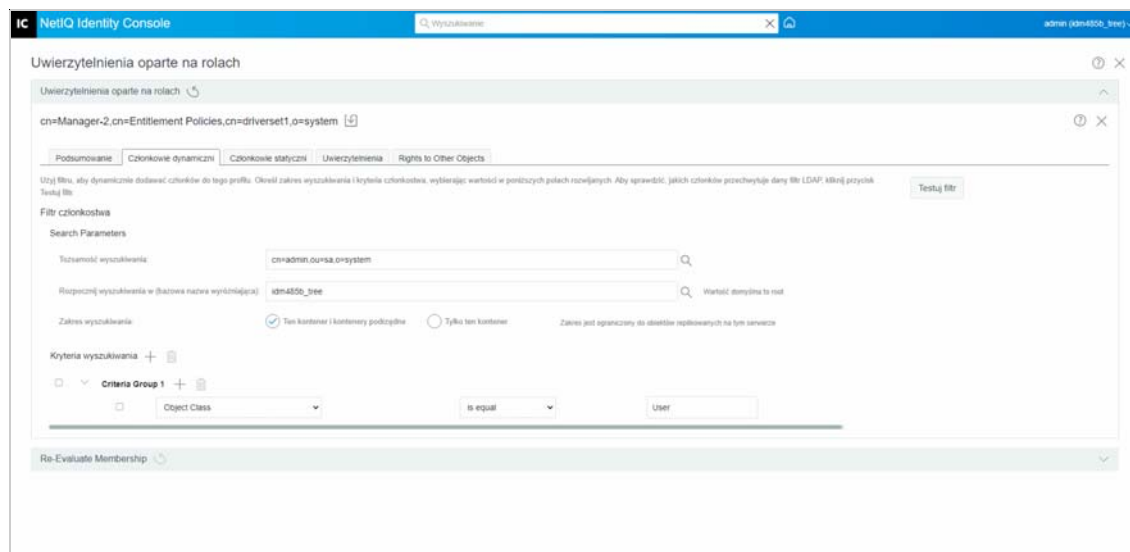 IC NetIQ Identity Console
Wyszukiwanie
admin (idm485b_tree)
Uwierzytelnienia oparte na rolach
Uwierzytelnienia oparte na rolach
cn=Manager-2,cn=Entitlement Policies,cn=driverset1,o=system
Podsumowanie Członkowie dynamiczni Członkowie statyczni Uwierzytelnienia Rights to Other Objects
Użyj filtru, aby dynamicznie dodawać członków do tego profilu. Określ zakres wyszukiwania i kryteria członkostwa, wybierając wartości w poniższych polach rozwijanych. Aby sprawdzić, jakich członków przechwytuje dany filtr LDAP, kliknij przycisk
Testuj filtr.
Testuj filtr
Filtr członkostwa
Search Parameters
Tożsamość wyszukiwania: cn=admin,ou=sa,o=system
Rozpocznij wyszukiwania w (bazowa nazwa wyróżniająca): idm485b_tree Wartość domyślna to root
Zakres wyszukiwania: Ten kontener i kontenery podrzędne Tylko ten kontener Zakres jest ograniczony do obiektów replikowanych na tym serwerze
Kryteria wyszukiwania
Criteria Group 1
Object Class is equal User
Re-Evaluate Membership